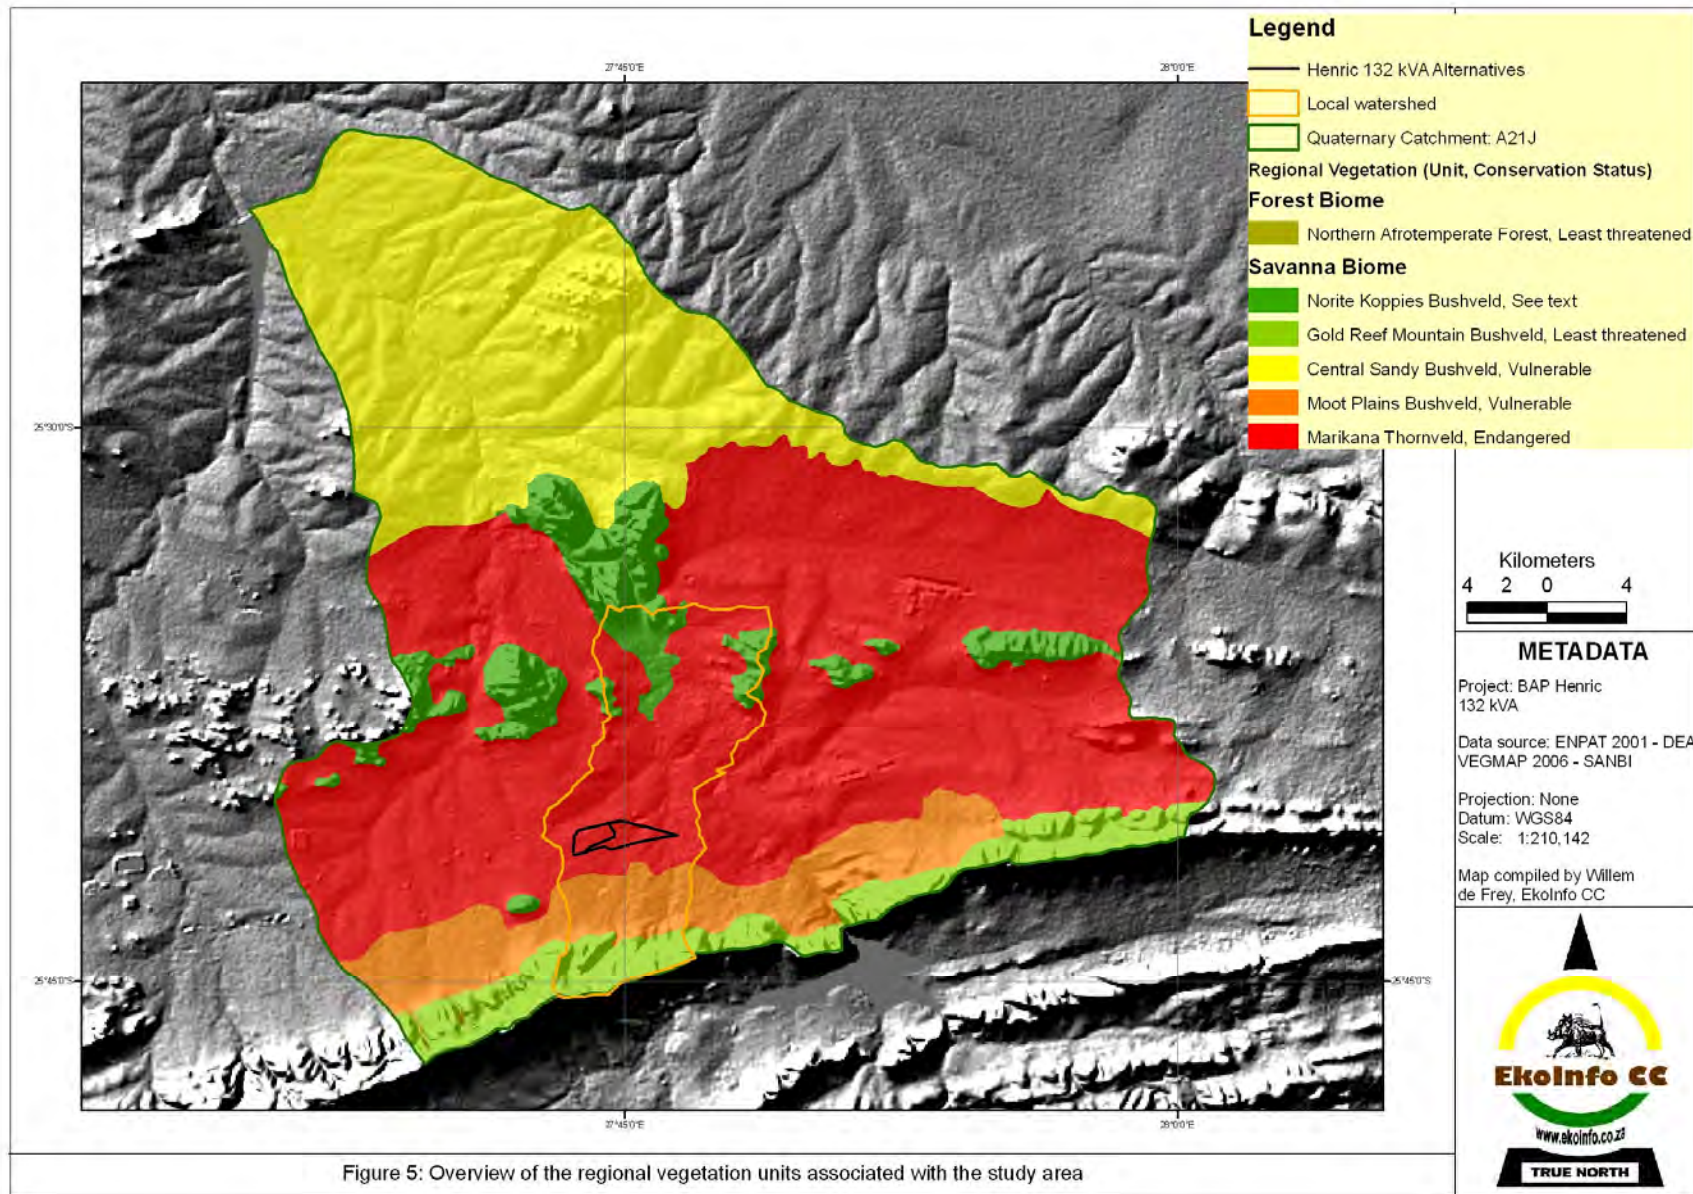 Legend
Henric 132 kVA Alternatives
Local watershed
Quaternary Catchment: A21J
Regional Vegetation (Unit, Conservation Status)
Forest Biome
Northern Afrotemperate Forest, Least threatened
Savanna Biome
Norite Koppies Bushveld, See text
Gold Reef Mountain Bushveld, Least threatened
Central Sandy Bushveld, Vulnerable
Moot Plains Bushveld, Vulnerable
Marikana Thornveld, Endangered
27°45'0"E
28°0'0"E
25°30'0"S
25°45'0"S
25°45'0"S
27°45'0"E
28°0'0"E
Kilometers
4 2 0 4
METADATA
Project: BAP Henric
132 kVA
Data source: ENPAT 2001 - DEA
VEGMAP 2006 - SANBI
Projection: None
Datum: WGS84
Scale: 1:210,142
Map compiled by Willem
de Frey, EkoInfo CC
EkoInfo CC
www.ekoinfo.co.za
TRUE NORTH
Figure 5: Overview of the regional vegetation units associated with the study area